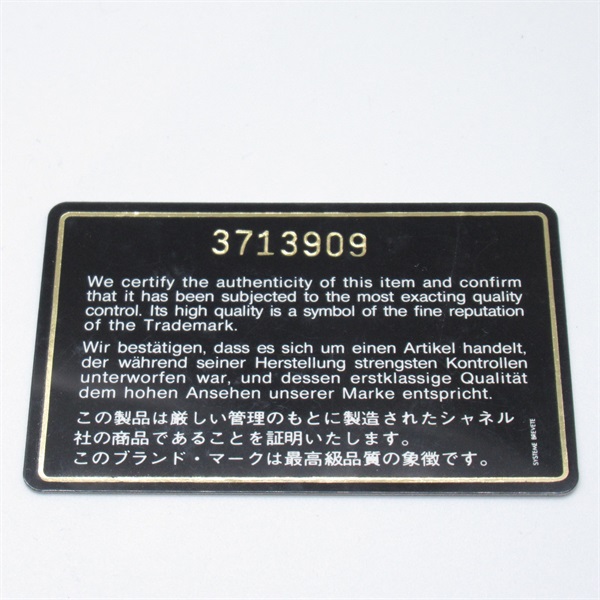 3713909
We certify the authenticity of this item and confirm
that it has been subjected to the most exacting quality
control. Its high quality is a symbol of the fine reputation
of the Trademark.
Wir bestätigen, dass es sich um einen Artikel handelt,
der während seiner Herstellung strengsten Kontrollen
unterworfen war, und dessen erstklassige Qualität
dem hohen Ansehen unserer Marke entspricht.
この製品は厳しい管理のもとに製造されたシャネル
社の商品であることを証明いたします。
このブランド・マークは最高級品質の象徴です。
SYSTEME BREVETE